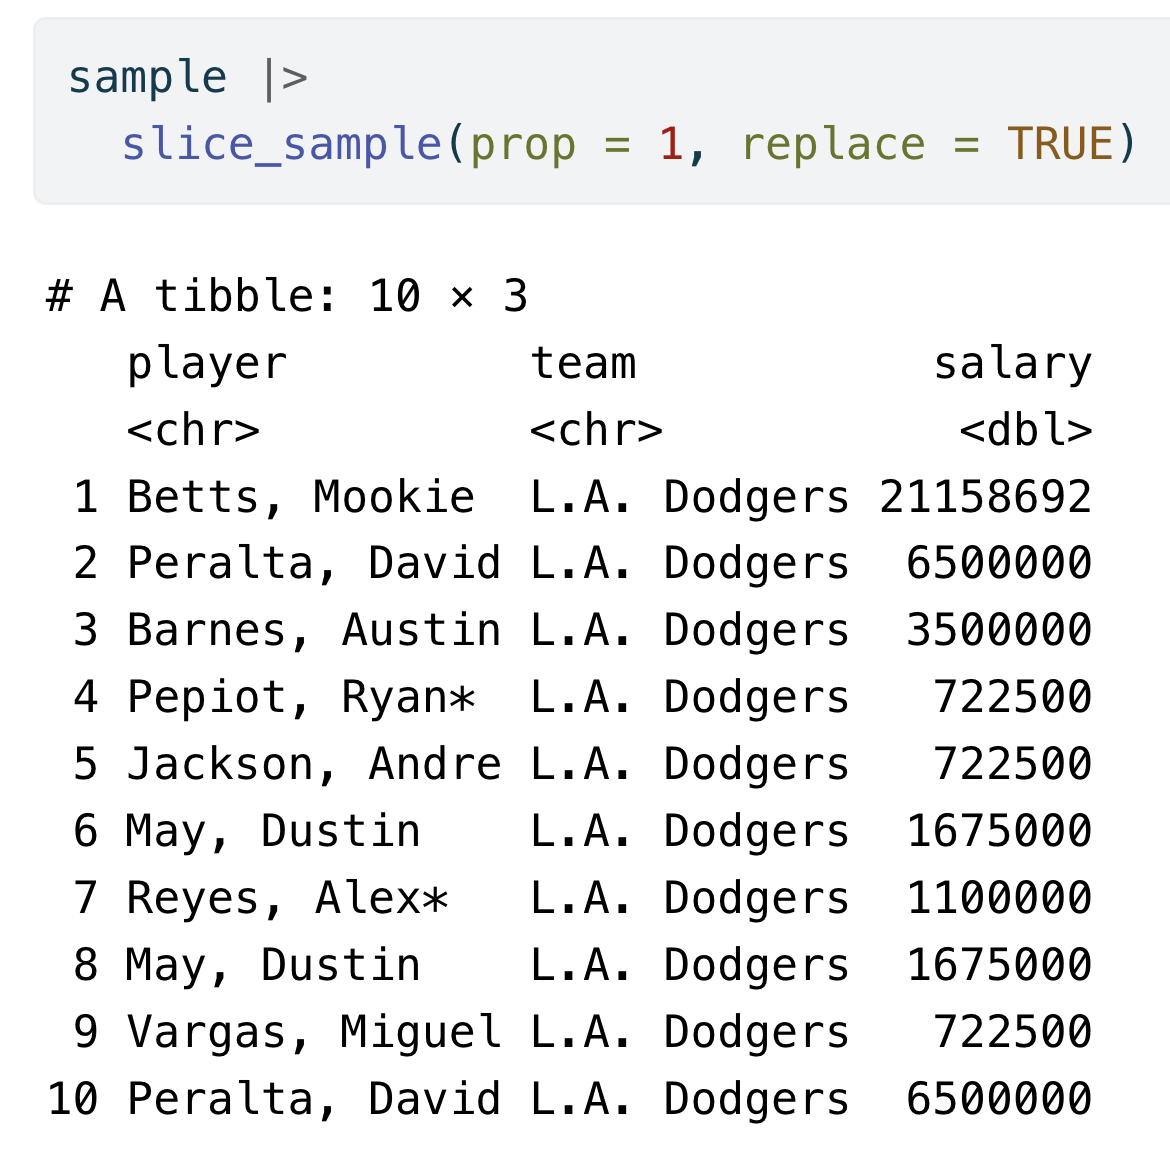 sample |>
  slice_sample(prop = 1, replace = TRUE)
# A tibble: 10 × 3
   player         team           salary
   <chr>          <chr>           <dbl>
 1 Betts, Mookie  L.A. Dodgers 21158692
 2 Peralta, David L.A. Dodgers  6500000
 3 Barnes, Austin L.A. Dodgers  3500000
 4 Pepiot, Ryan*  L.A. Dodgers   722500
 5 Jackson, Andre L.A. Dodgers   722500
 6 May, Dustin    L.A. Dodgers  1675000
 7 Reyes, Alex*   L.A. Dodgers  1100000
 8 May, Dustin    L.A. Dodgers  1675000
 9 Vargas, Miguel L.A. Dodgers   722500
10 Peralta, David L.A. Dodgers  6500000